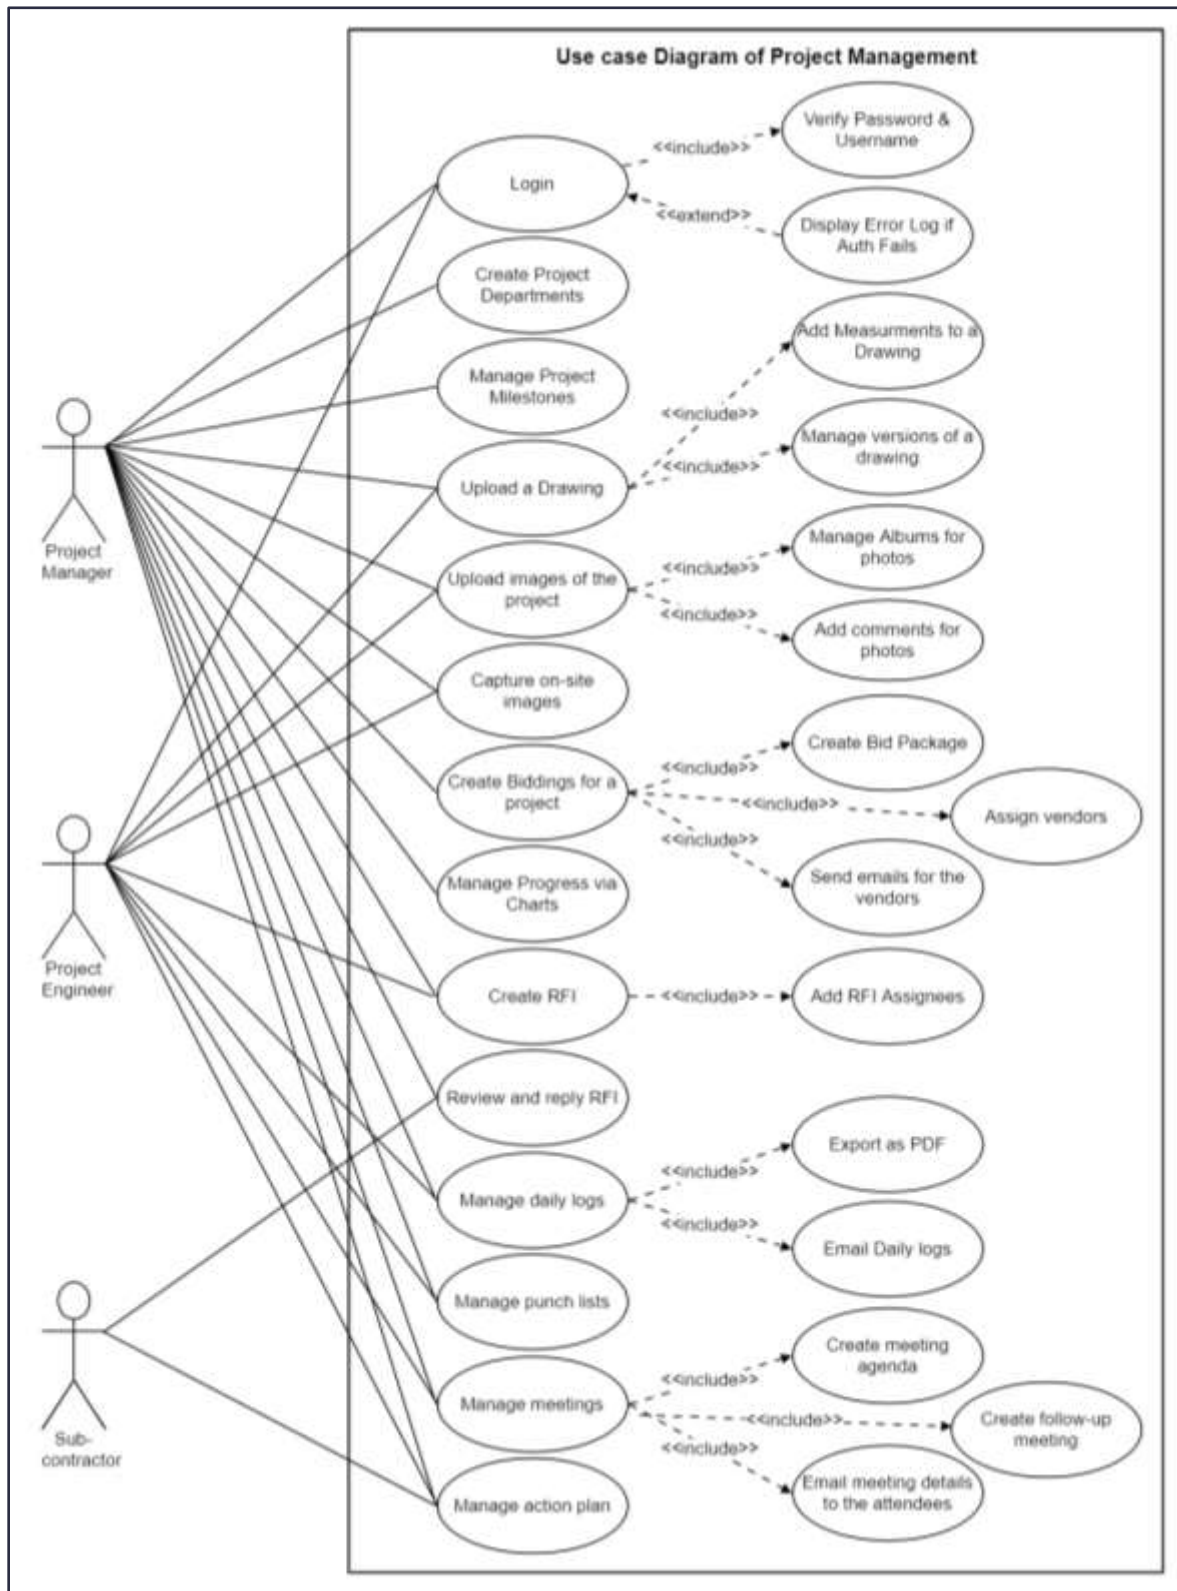 Use case Diagram of Project Management
Verify Password &
Username
<<include>>
Login
<<extend>>
Display Error Log if
Auth Fails
Create Project
Departments
Add Measurments to a
Drawing
Manage Project
Milestones
<<include>>
Manage versions of a
drawing
<<include>>
Upload a Drawing
Project
Manager
Manage Albums for
photos
<<include>>
Upload images of the
project
<<include>>
Add comments for
photos
Capture on-site
images
Create Bid Package
<<include>>
Create Biddings for a
project
<<include>>
Assign vendors
<<include>>
Send emails for the
vendors
Manage Progress via
Charts
Project
Engineer
Create RFI
<<include>>
Add RFI Assignees
Review and reply RFI
Export as PDF
<<include>>
Manage daily logs
<<include>>
Email Daily logs
Manage punch lists
Create meeting
agenda
<<include>>
Manage meetings
<<include>>
Create follow-up
meeting
<<include>>
Sub-
contractor
Email meeting details
to the attendees
Manage action plan